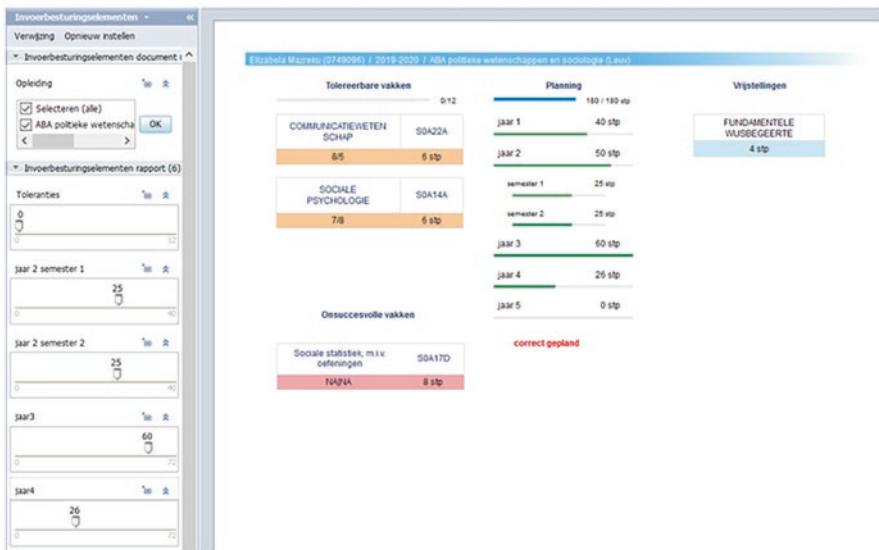 Invoerbesturingselementen
Verwijzing Opnieuw instellen
Invoerbesturingselementen document (
Opleiding
Selecteren (alle)
ABA politieke wetenscha
OK
Invoerbesturingselementen rapport (6)
Toleranties
0
0 12
jaar 2 semester 1
25
0 40
jaar 2 semester 2
25
0 40
jaar3
60
0 72
jaar4
26
0 72
Elizabela Mazreku (0749096) / 2019-2020 / ABA politieke wetenschappen en sociologie (Leuv)
Tolereerbare vakken
0/12
COMMUNICATIEWETEN
SCHAP
S0A22A
8/5 6 stp
SOCIALE
PSYCHOLOGIE
S0A14A
7/8 6 stp
Onsuccesvolle vakken
Sociale statistiek, m.i.v.
oefeningen
S0A17D
NA/NA 8 stp
Planning
180 / 180 stp
jaar 1 40 stp
jaar 2 50 stp
semester 1 25 stp
semester 2 25 stp
jaar 3 60 stp
jaar 4 26 stp
jaar 5 0 stp
correct gepland
Vrijstellingen
FUNDAMENTELE
WIJSBEGEERTE
4 stp